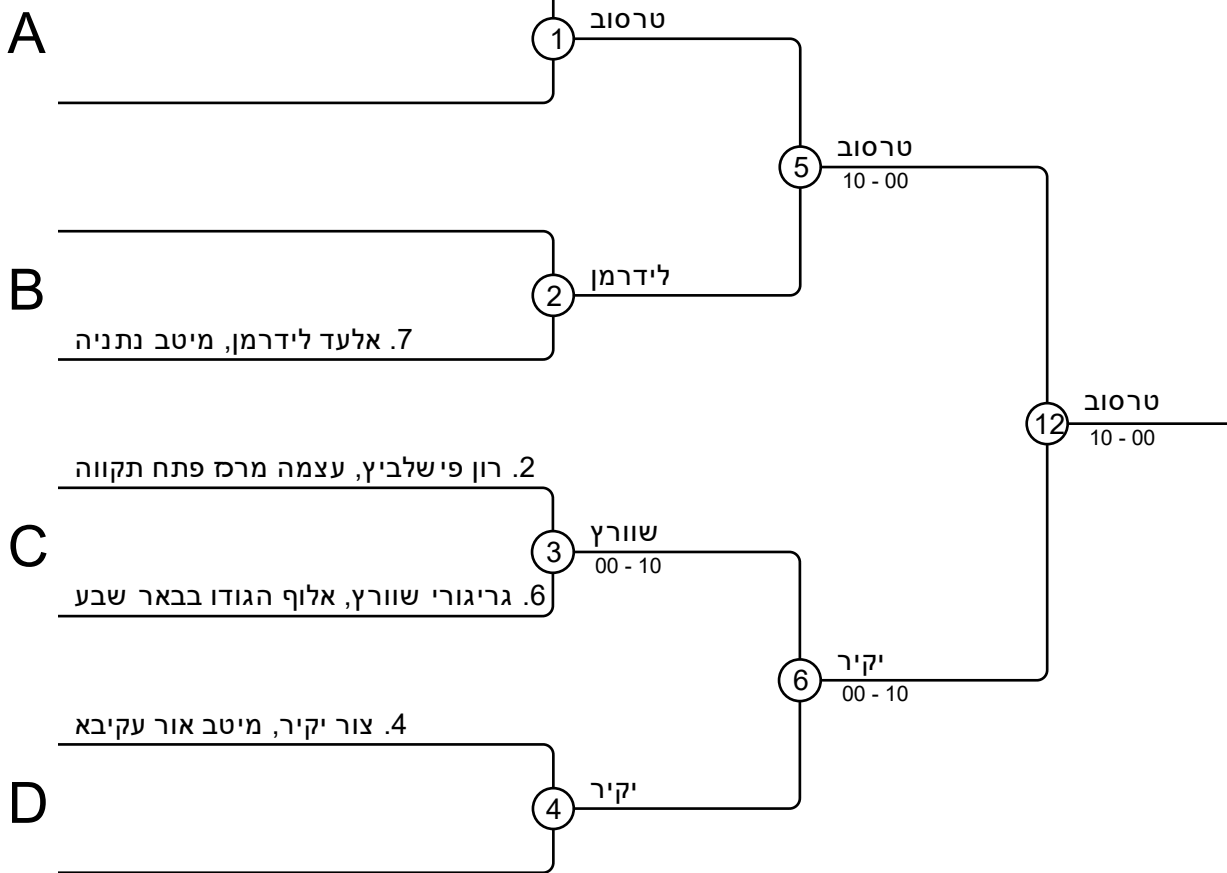 A
1
טרסוב
5
טרסוב
10 - 00
B
2
לידרמן
7. אלעד לידרמן, מיטב נתניה
12
טרסוב
10 - 00
2. רון פישלביץ, עצמה מרכז פתח תקווה
C
3
שוורץ
00 - 10
6. גריגורי שוורץ, אלוף הגודו בבאר שבע
6
יקיר
00 - 10
4. צור יקיר, מיטב אור עקיבא
D
4
יקיר